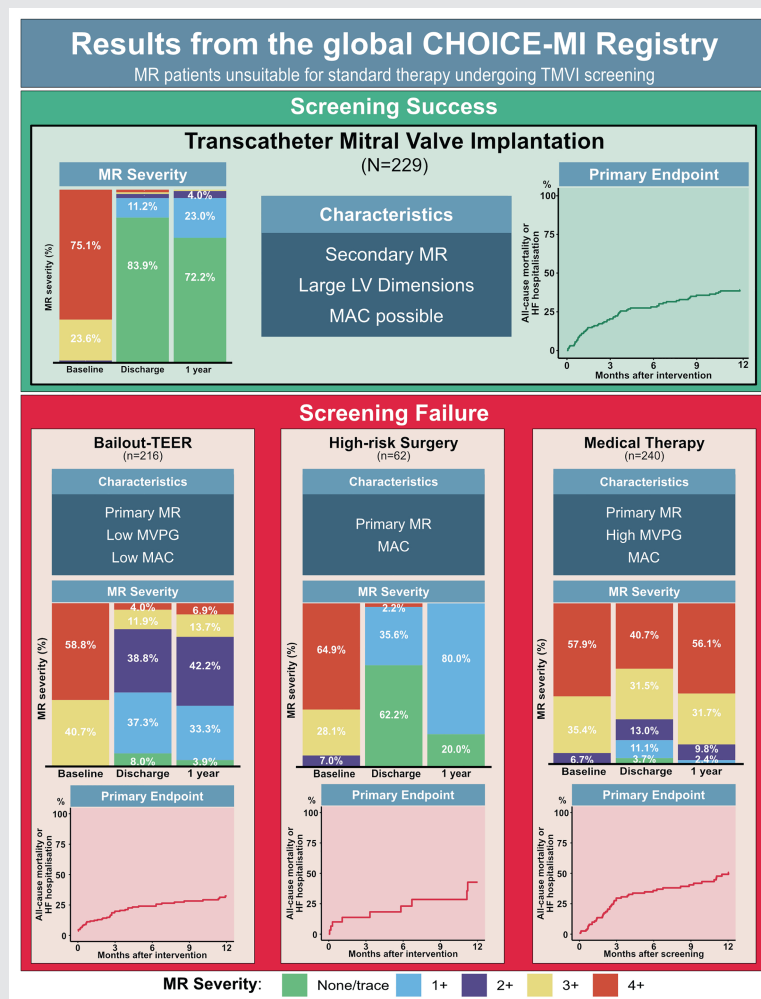 Results from the global CHOICE-MI Registry
MR patients unsuitable for standard therapy undergoing TMVI screening
Screening Success
Transcatheter Mitral Valve Implantation
(N=229)
MR Severity
MR severity (%)
75.1%
23.6%
11.2%
83.9%
4.0%
23.0%
72.2%
Baseline Discharge 1 year
Characteristics
Secondary MR
Large LV Dimensions
MAC possible
Primary Endpoint
%
All-cause mortality or
HF hospitalisation
100
75
50
25
0
0 3 6 9 12
Months after intervention
Screening Failure
Bailout-TEER
(n=216)
Characteristics
Primary MR
Low MVPG
Low MAC
MR Severity
MR severity (%)
58.8%
40.7%
4.0%
11.9%
38.8%
37.3%
8.0%
6.9%
13.7%
42.2%
33.3%
3.9%
Baseline Discharge 1 year
Primary Endpoint
%
All-cause mortality or
HF hospitalisation
100
75
50
25
0
0 3 6 9 12
Months after intervention
High-risk Surgery
(n=62)
Characteristics
Primary MR
MAC
MR Severity
MR severity (%)
64.9%
28.1%
7.0%
2.2%
35.6%
62.2%
80.0%
20.0%
Baseline Discharge 1 year
Primary Endpoint
%
All-cause mortality or
HF hospitalisation
100
75
50
25
0
0 3 6 9 12
Months after intervention
Medical Therapy
(n=240)
Characteristics
Primary MR
High MVPG
MAC
MR Severity
MR severity (%)
57.9%
35.4%
6.7%
40.7%
31.5%
13.0%
11.1%
3.7%
56.1%
31.7%
9.8%
2.4%
Baseline Discharge 1 year
Primary Endpoint
%
All-cause mortality or
HF hospitalisation
100
75
50
25
0
0 3 6 9 12
Months after screening
MR Severity: None/trace 1+ 2+ 3+ 4+